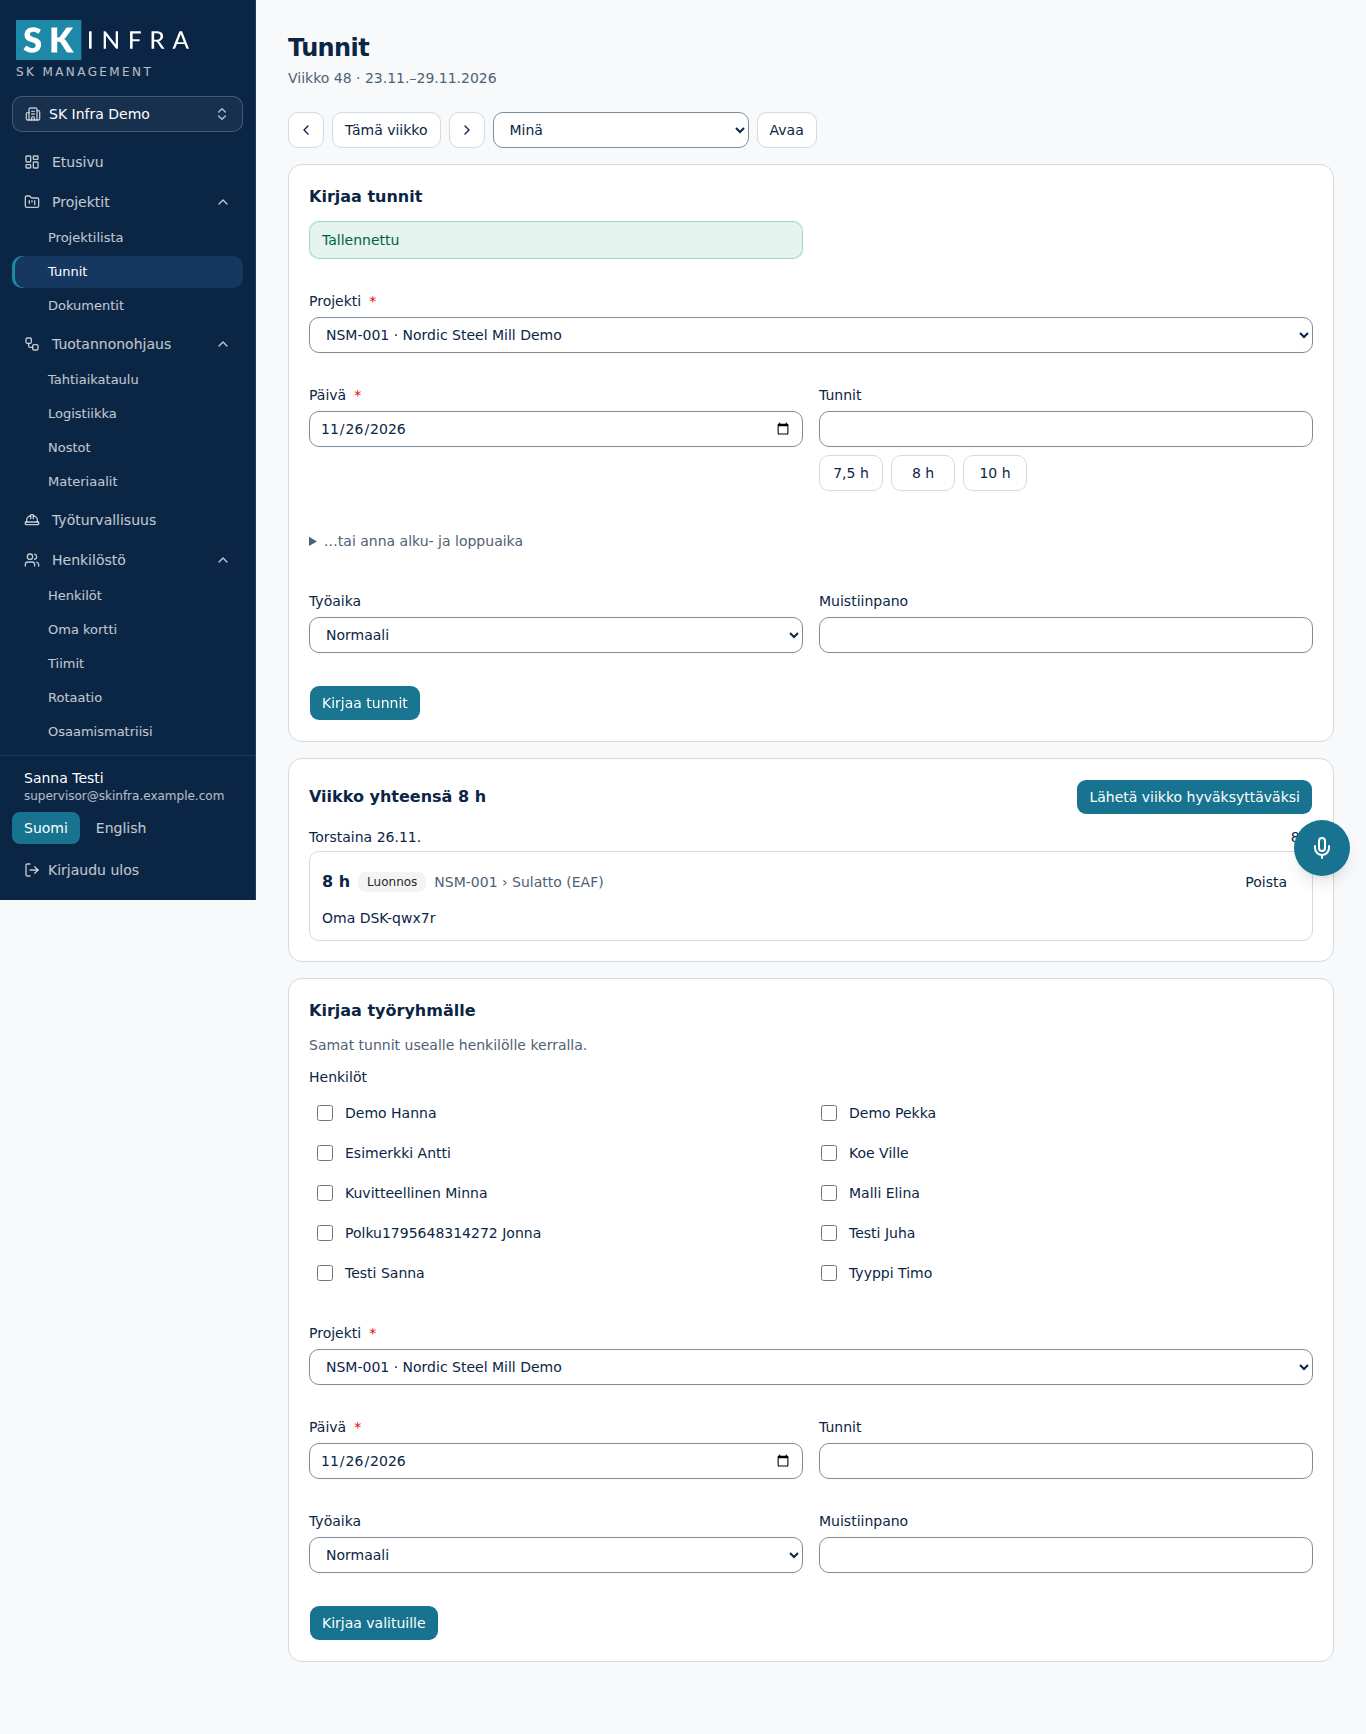 SK INFRA
SK MANAGEMENT
SK Infra Demo
Etusivu
Projektit
Projektilista
Tunnit
Dokumentit
Tuotannonohjaus
Tahtiaikataulu
Logistiikka
Nostot
Materiaalit
Työturvallisuus
Henkilöstö
Henkilöt
Oma kortti
Tiimit
Rotaatio
Osaamismatriisi
Sanna Testi
supervisor@skinfra.example.com
Suomi English
Kirjaudu ulos
Tunnit
Viikko 48 · 23.11.–29.11.2026
Tämä viikko Minä Avaa
Kirjaa tunnit
Tallennettu
Projekti *
NSM-001 · Nordic Steel Mill Demo
Päivä * Tunnit
11/26/2026
7,5 h 8 h 10 h
…tai anna alku- ja loppuaika
Työaika Muistiinpano
Normaali
Kirjaa tunnit
Viikko yhteensä 8 h Lähetä viikko hyväksyttäväksi
Torstaina 26.11. 8
8 h Luonnos NSM-001 › Sulatto (EAF) Poista
Oma DSK-qwx7r
Kirjaa työryhmälle
Samat tunnit usealle henkilölle kerralla.
Henkilöt
Demo Hanna Demo Pekka
Esimerkki Antti Koe Ville
Kuvitteellinen Minna Malli Elina
Polku1795648314272 Jonna Testi Juha
Testi Sanna Tyyppi Timo
Projekti *
NSM-001 · Nordic Steel Mill Demo
Päivä * Tunnit
11/26/2026
Työaika Muistiinpano
Normaali
Kirjaa valituille